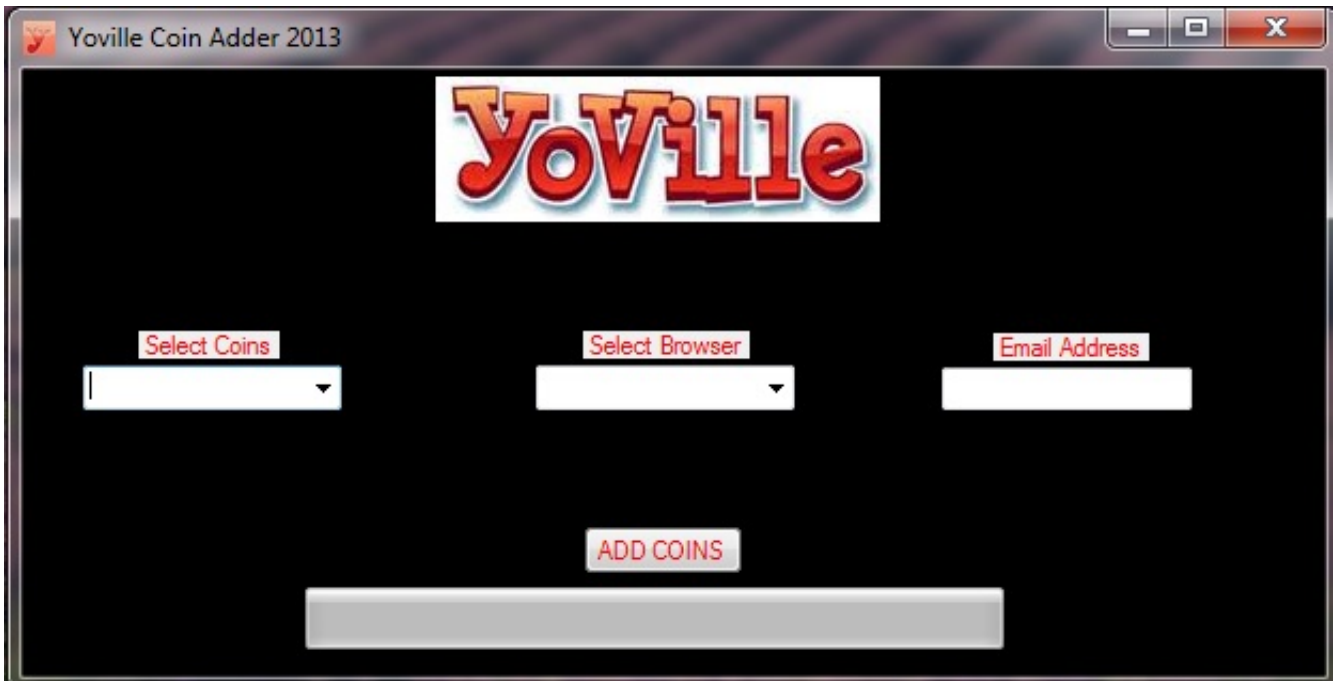 Yoville Coin Adder 2013
YoVille
Select Coins
Select Browser
Email Address
ADD COINS